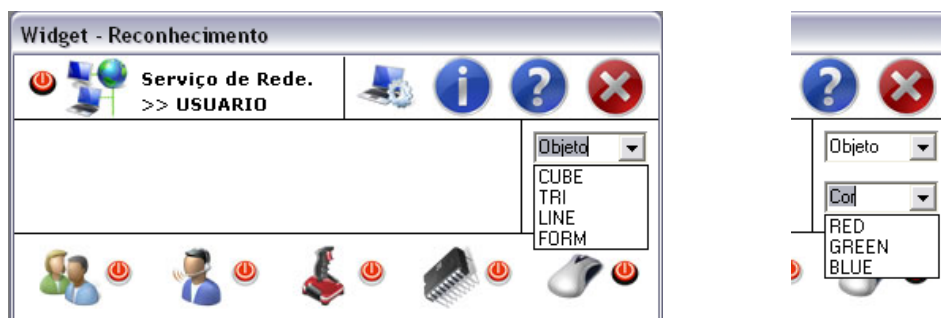 Widget - Reconhecimento
Serviço de Rede.
>> USUARIO
Objeto
CUBE
TRI
LINE
FORM
Objeto
Cor
RED
GREEN
BLUE